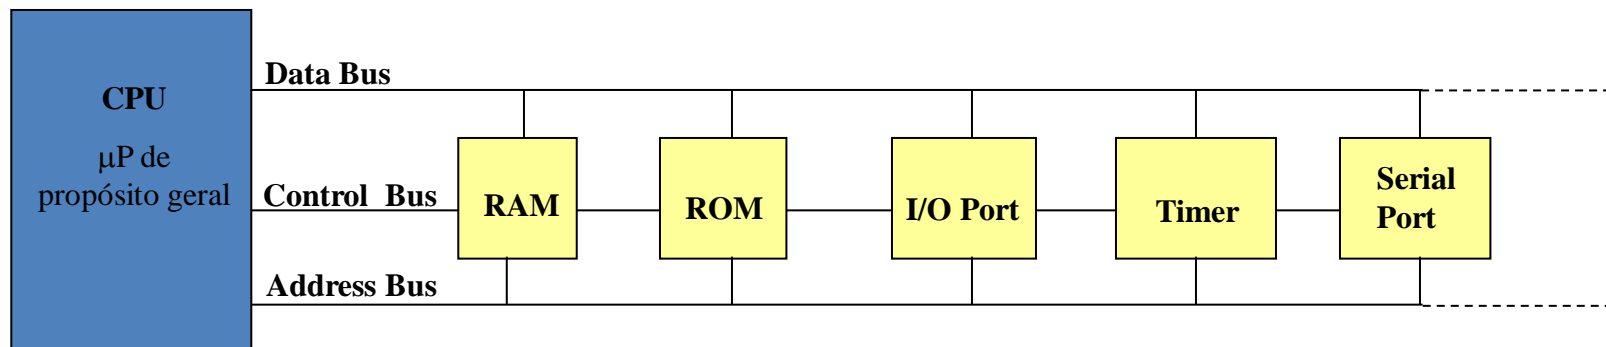 CPU
μP de
propósito geral
Data Bus
Control Bus
Address Bus
RAM
ROM
I/O Port
Timer
Serial
Port